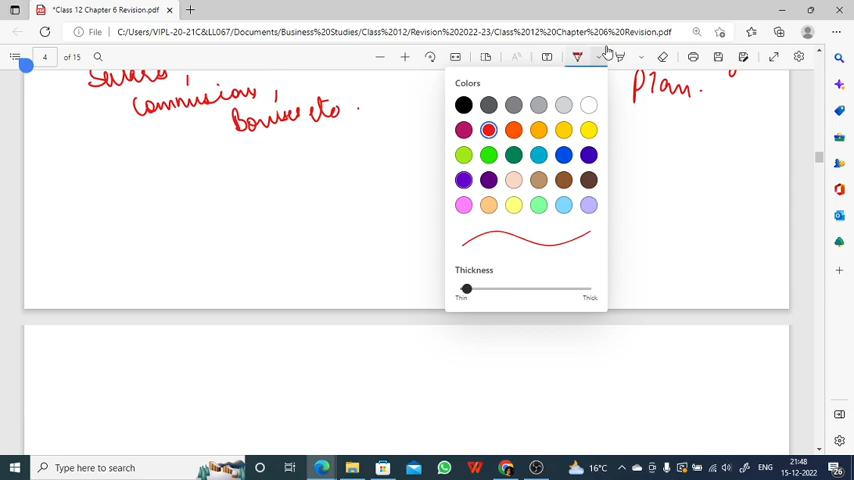 *Class 12 Chapter 6 Revision.pdf
File | C:/Users/VIPL-20-21C&LL067/Documents/Business%20Studies/Class%2012/Revision%202022-23/Class%2012%20Chapter%206%20Revision.pdf
4 of 15
commissions,
Bonus etc.
Plan.
Colors
Thickness
Thin Thick
Type here to search
16°C
ENG
21:48
15-12-2022
26